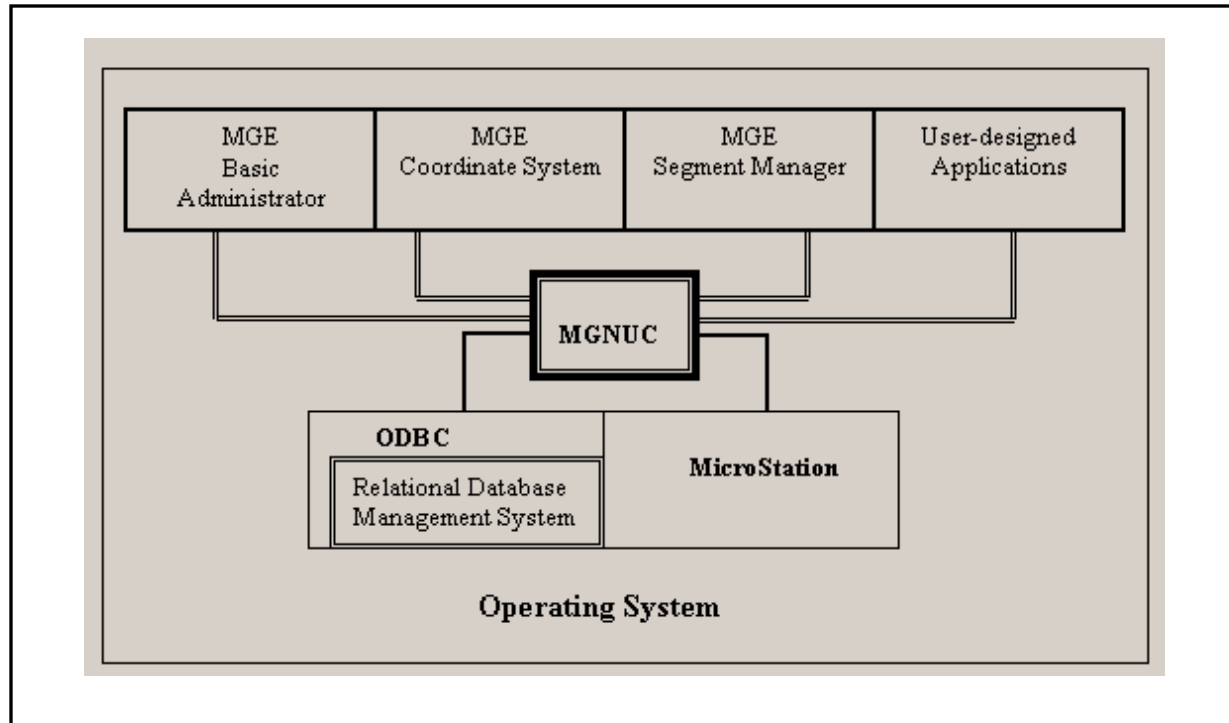 MGE
Basic
Administrator
MGE
Coordinate System
MGE
Segment Manager
User-designed
Applications
MGNUC
ODBC
Relational Database
Management System
MicroStation
Operating System